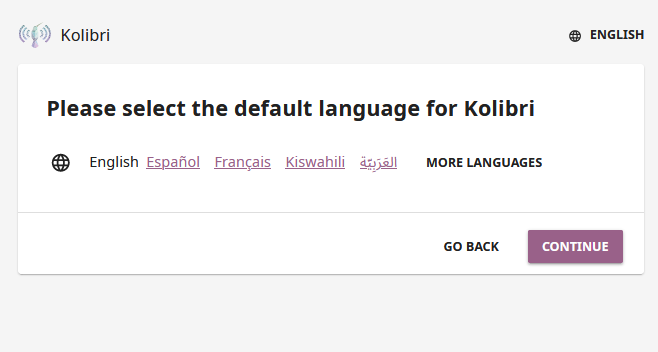 Kolibri
ENGLISH
Please select the default language for Kolibri
English Español Français Kiswahili العَرَبِيّة MORE LANGUAGES
GO BACK CONTINUE